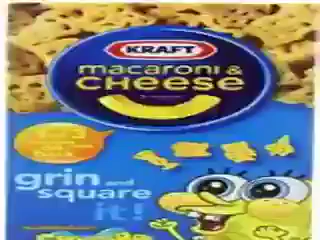 KRAFT
macaroni &
CHEESE
grin and
square
it!